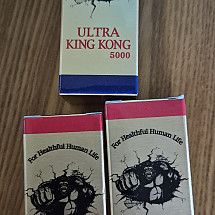 ULTRA
KING KONG
5000
For Healthful Human Life
For Healthful Human Life